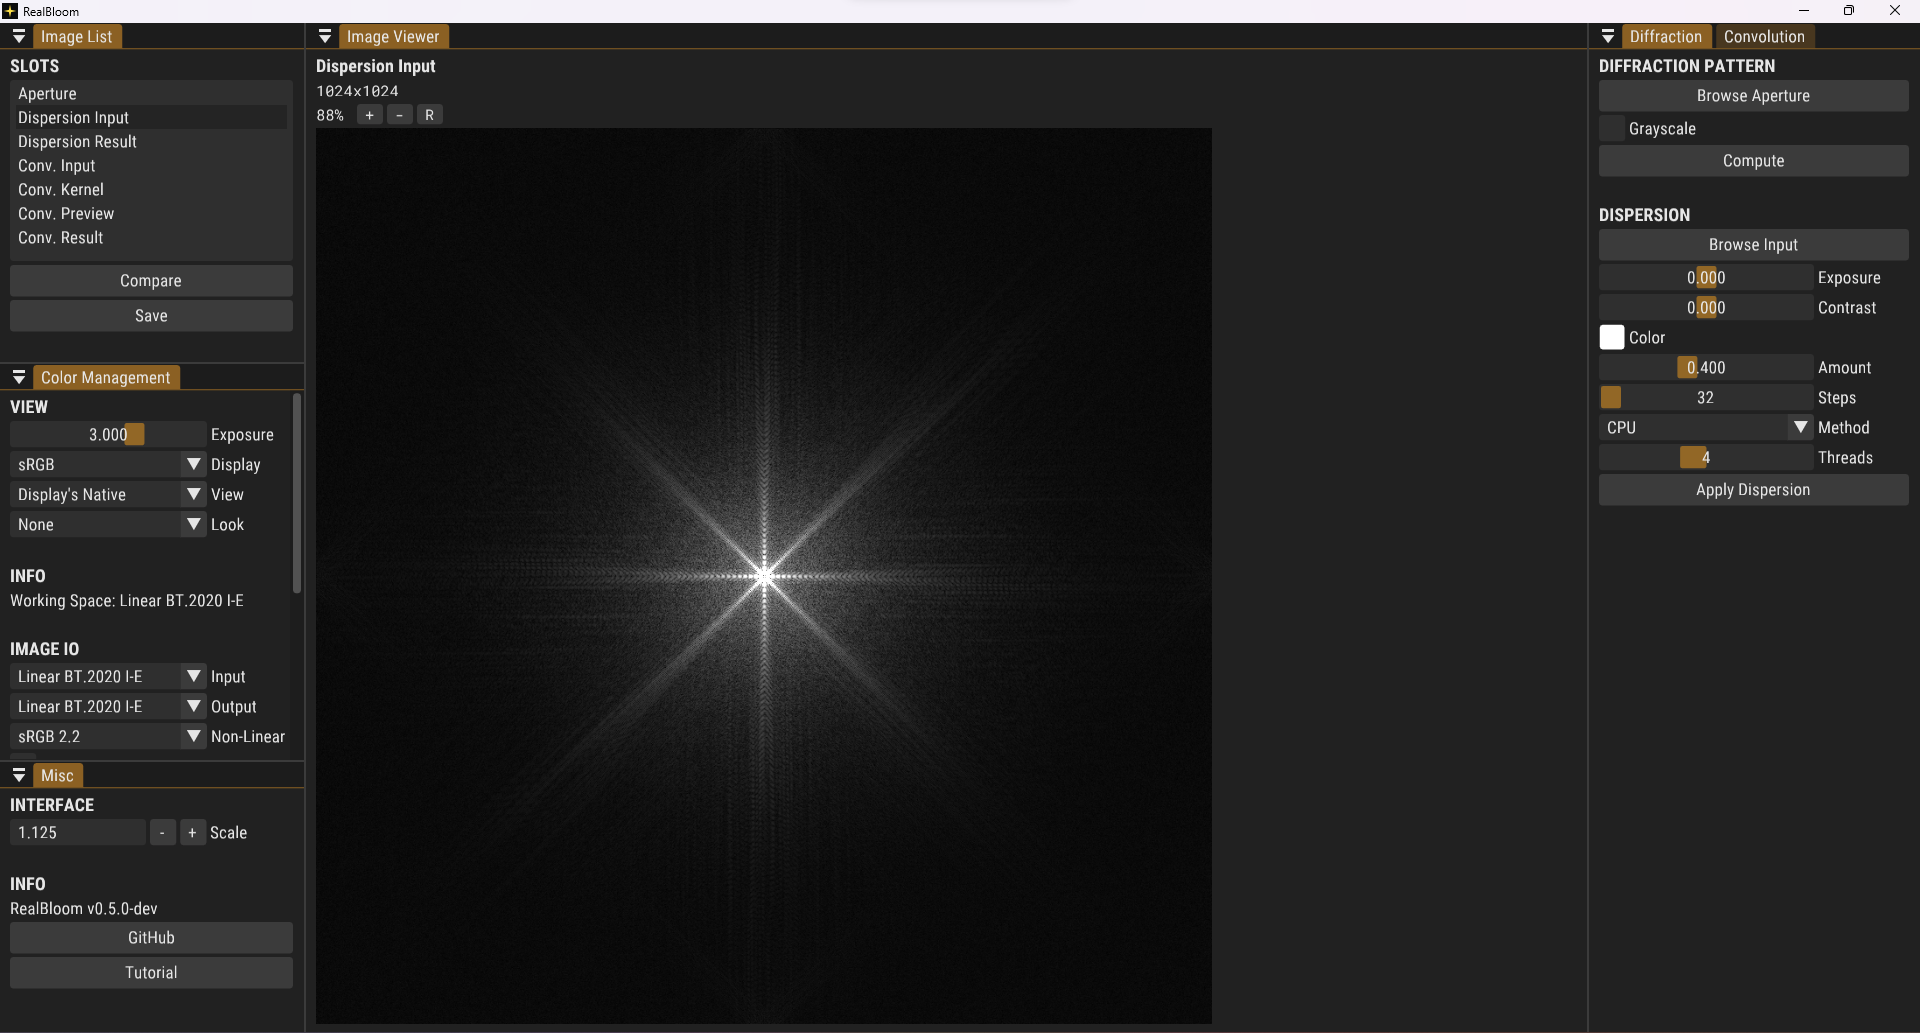 RealBloom
Image List
SLOTS
Aperture
Dispersion Input
Dispersion Result
Conv. Input
Conv. Kernel
Conv. Preview
Conv. Result
Compare
Save
Color Management
VIEW
3.000 Exposure
sRGB Display
Display's Native View
None Look
INFO
Working Space: Linear BT.2020 I-E
IMAGE IO
Linear BT.2020 I-E Input
Linear BT.2020 I-E Output
sRGB 2.2 Non-Linear
Misc
INTERFACE
1.125 - + Scale
INFO
RealBloom v0.5.0-dev
GitHub
Tutorial
Image Viewer
Dispersion Input
1024x1024
88% + - R
Diffraction Convolution
DIFFRACTION PATTERN
Browse Aperture
Grayscale
Compute
DISPERSION
Browse Input
0.000 Exposure
0.000 Contrast
Color
0.400 Amount
32 Steps
CPU Method
4 Threads
Apply Dispersion